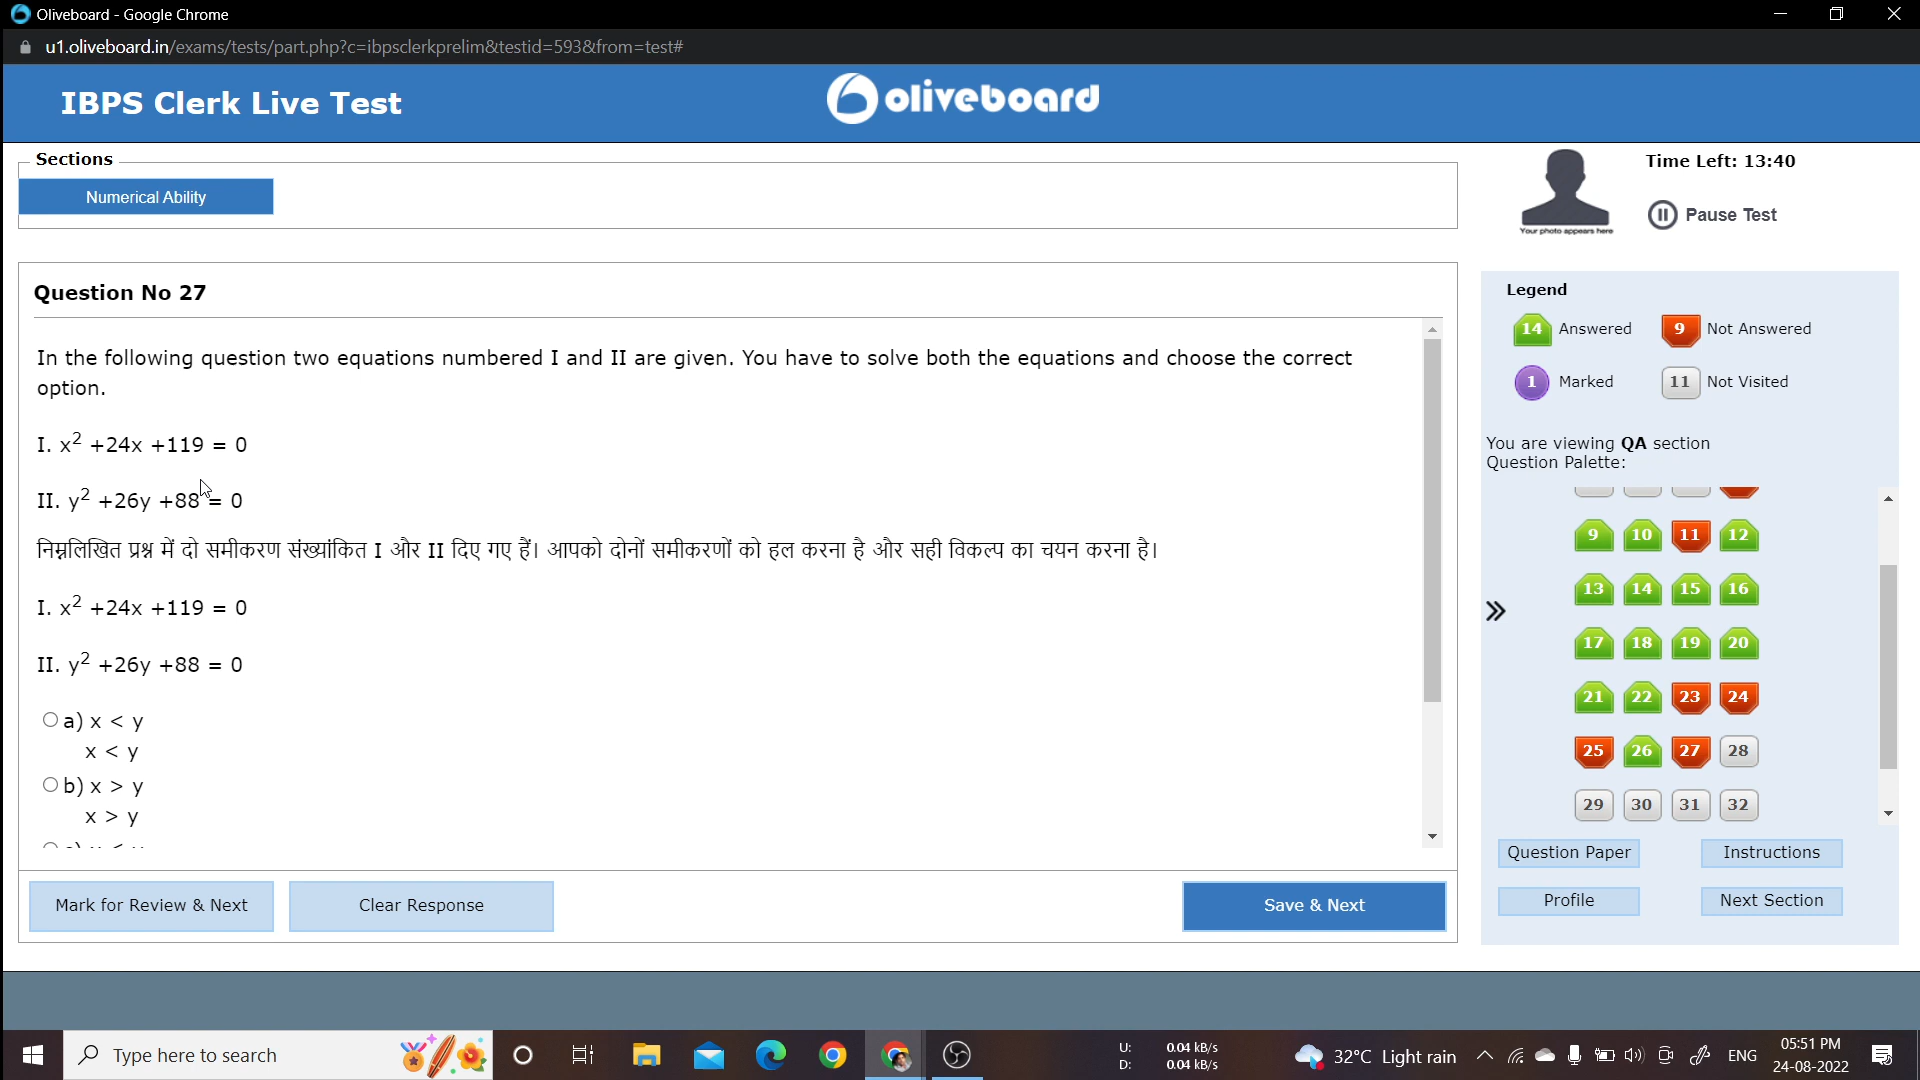 Oliveboard - Google Chrome
u1.oliveboard.in/exams/tests/part.php?c=ibpsclerkprelim&testid=593&from=test#
IBPS Clerk Live Test
oliveboard
Sections
Numerical Ability
Your photo appears here
Time Left: 13:40
Pause Test
Question No 27
In the following question two equations numbered I and II are given. You have to solve both the equations and choose the correct
option.
I. x² +24x +119 = 0
II. y² +26y +88 = 0
निम्नलिखित प्रश्न में दो समीकरण संख्यांकित I और II दिए गए हैं। आपको दोनों समीकरणों को हल करना है और सही विकल्प का चयन करना है।
I. x² +24x +119 = 0
II. y² +26y +88 = 0
a) x < y
x < y
b) x > y
x > y
Mark for Review & Next
Clear Response
Save & Next
Legend
14 Answered
9 Not Answered
1 Marked
11 Not Visited
You are viewing QA section
Question Palette:
9 10 11 12
13 14 15 16
17 18 19 20
21 22 23 24
25 26 27 28
29 30 31 32
Question Paper
Instructions
Profile
Next Section
Type here to search
U: 0.04 kB/s
D: 0.04 kB/s
32°C Light rain
ENG
05:51 PM
24-08-2022